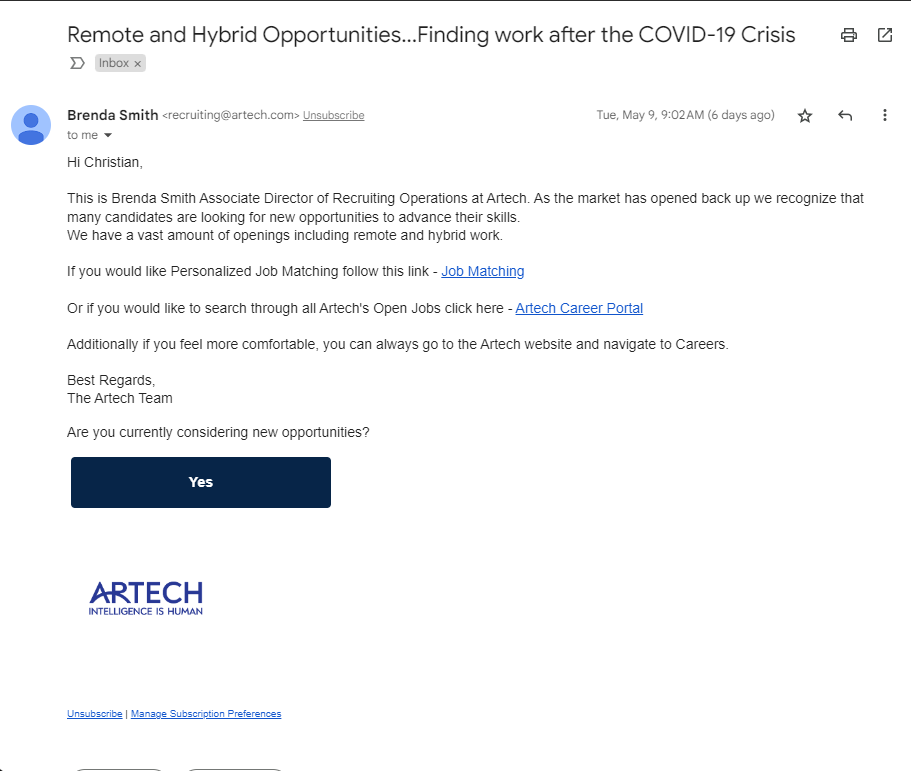 Remote and Hybrid Opportunities...Finding work after the COVID-19 Crisis
Inbox ×
Brenda Smith <recruiting@artech.com> Unsubscribe
Tue, May 9, 9:02 AM (6 days ago)
to me
Hi Christian,
This is Brenda Smith Associate Director of Recruiting Operations at Artech. As the market has opened back up we recognize that
many candidates are looking for new opportunities to advance their skills.
We have a vast amount of openings including remote and hybrid work.
If you would like Personalized Job Matching follow this link - Job Matching
Or if you would like to search through all Artech's Open Jobs click here - Artech Career Portal
Additionally if you feel more comfortable, you can always go to the Artech website and navigate to Careers.
Best Regards,
The Artech Team
Are you currently considering new opportunities?
Yes
ARTECH
INTELLIGENCE IS HUMAN
Unsubscribe | Manage Subscription Preferences